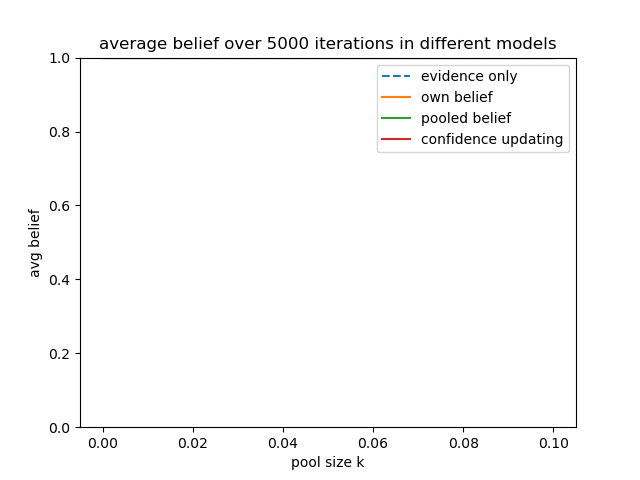 average belief over 5000 iterations in different models
1.0
evidence only
own belief
pooled belief
confidence updating
0.8
0.6
avg belief
0.4
0.2
0.0
0.00 0.02 0.04 0.06 0.08 0.10
pool size k